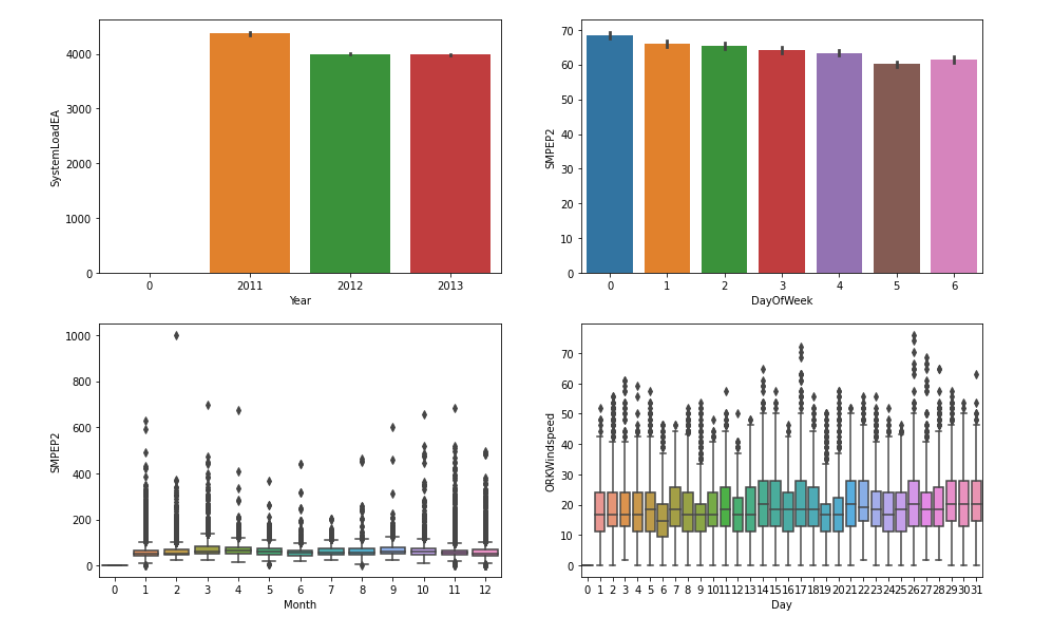 4000
3000
2000
1000
0
SystemLoadEA
0 2011 2012 2013
Year
70
60
50
40
30
20
10
0
SMPEP2
0 1 2 3 4 5 6
DayOfWeek
1000
800
600
400
200
0
SMPEP2
0 1 2 3 4 5 6 7 8 9 10 11 12
Month
70
60
50
40
30
20
10
0
ORKWindspeed
0 1 2 3 4 5 6 7 8 9 10 11 12 13 14 15 16 17 18 19 20 21 22 23 24 25 26 27 28 29 30 31
Day